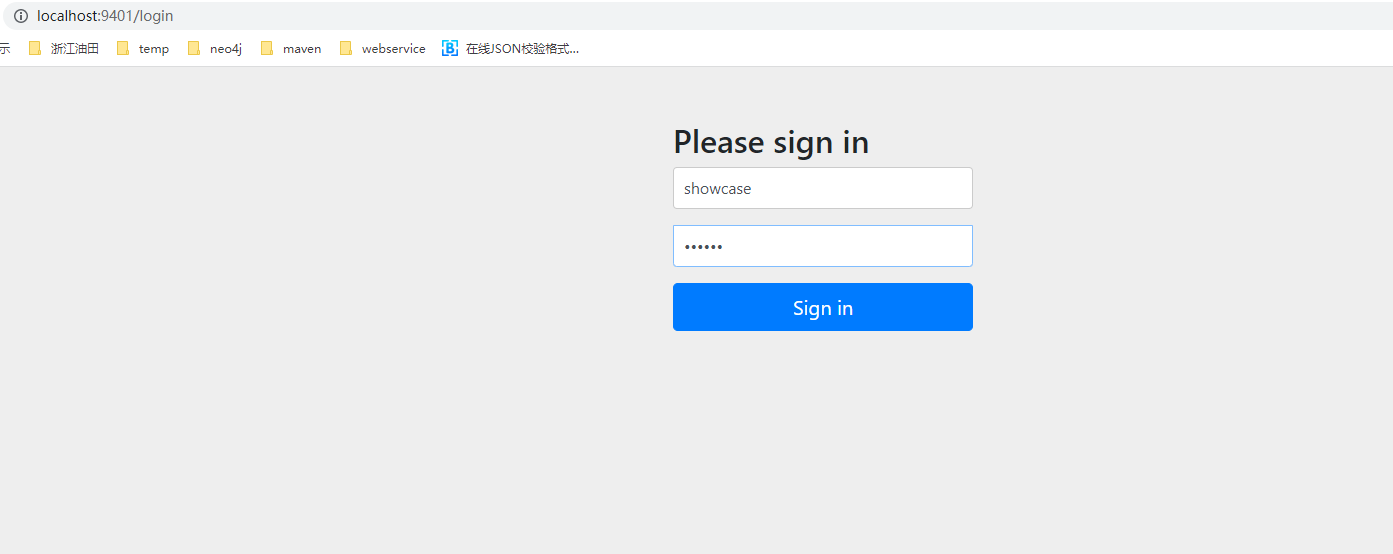 localhost:9401/login
示 浙江油田 temp neo4j maven webservice 在线JSON校验格式...
Please sign in
showcase
••••••
Sign in